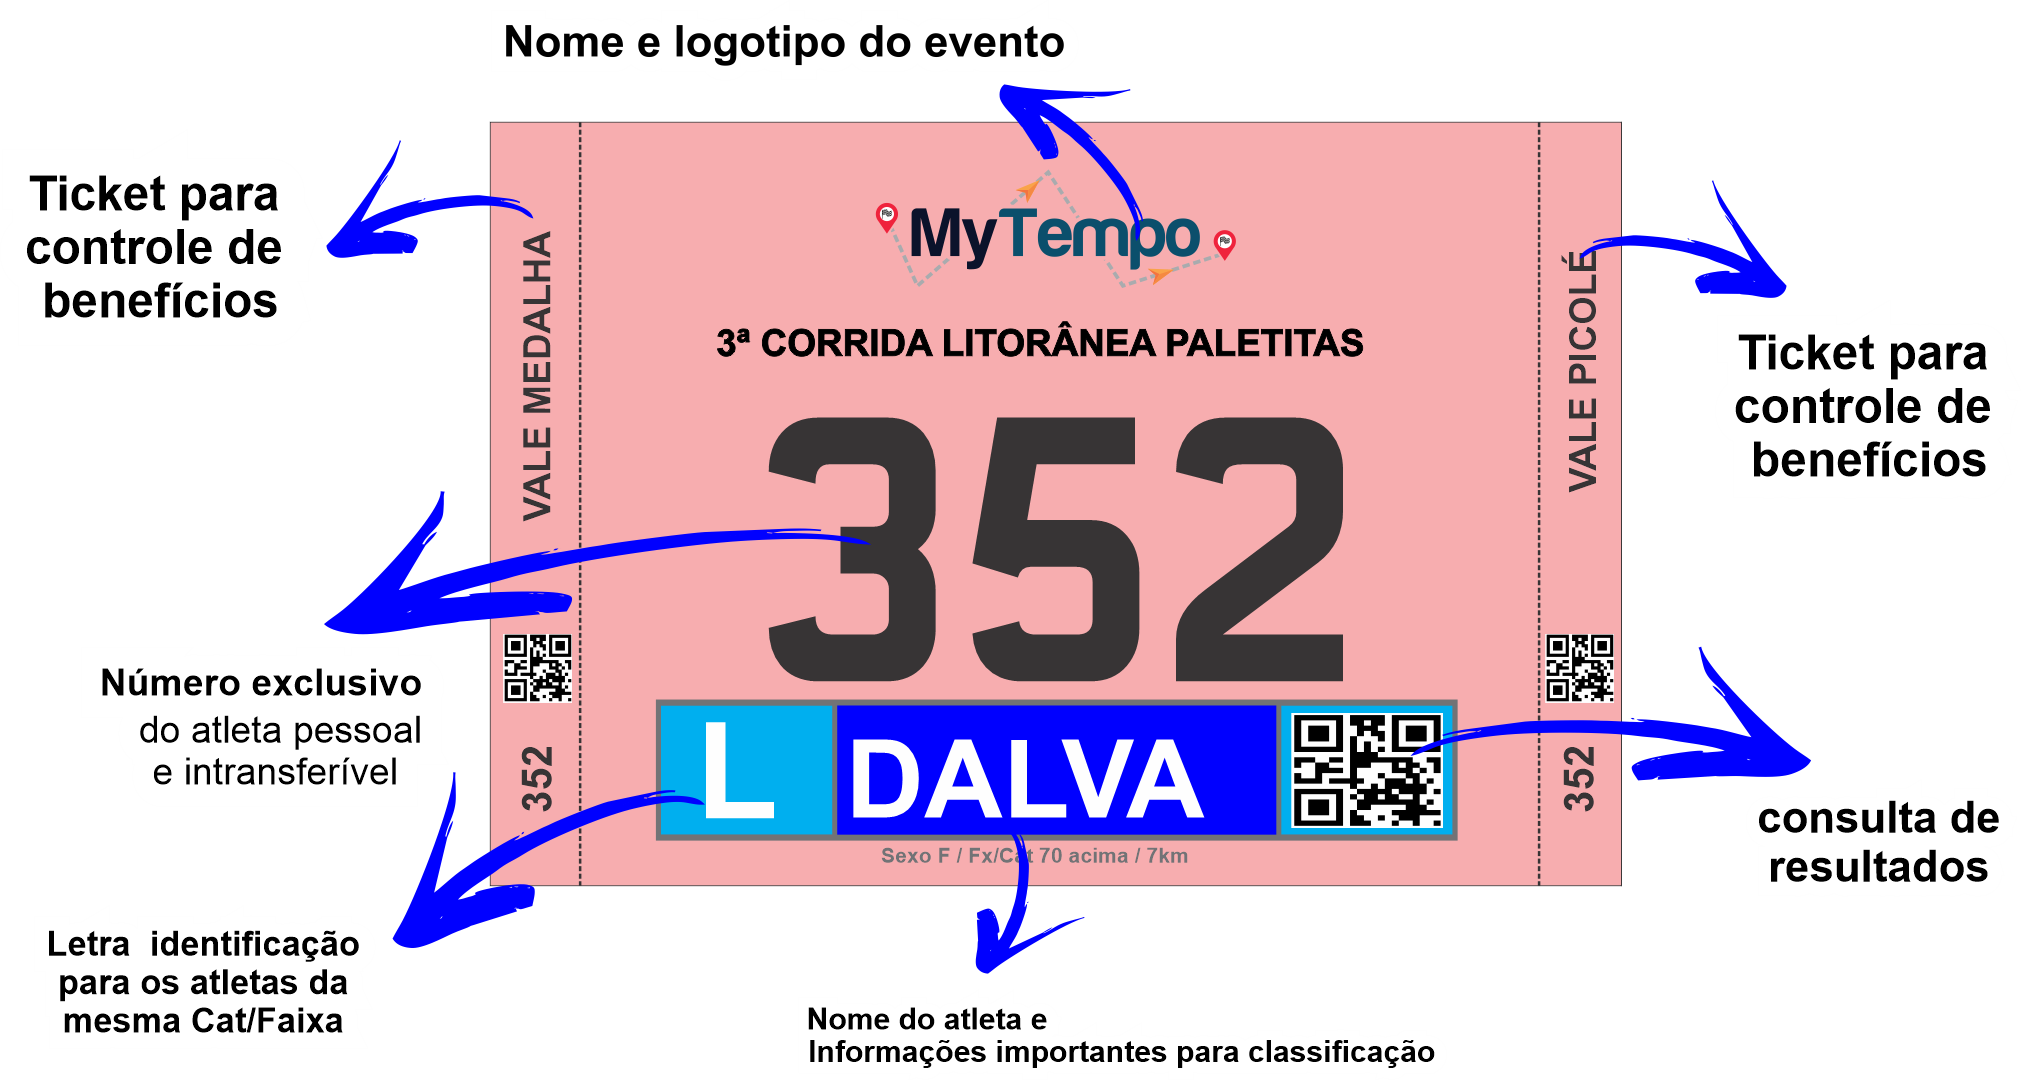 Nome e logotipo do evento
Ticket para
controle de
benefícios
VALE MEDALHA
MyTempo
VALE PICOLÉ
3ª CORRIDA LITORÂNEA PALETITAS
Ticket para
controle de
benefícios
352
Número exclusivo
do atleta pessoal
e intransferível
352
L DALVA
352
Sexo F / Fx/Cat 70 acima / 7km
consulta de
resultados
Letra identificação
para os atletas da
mesma Cat/Faixa
Nome do atleta e
Informações importantes para classificação